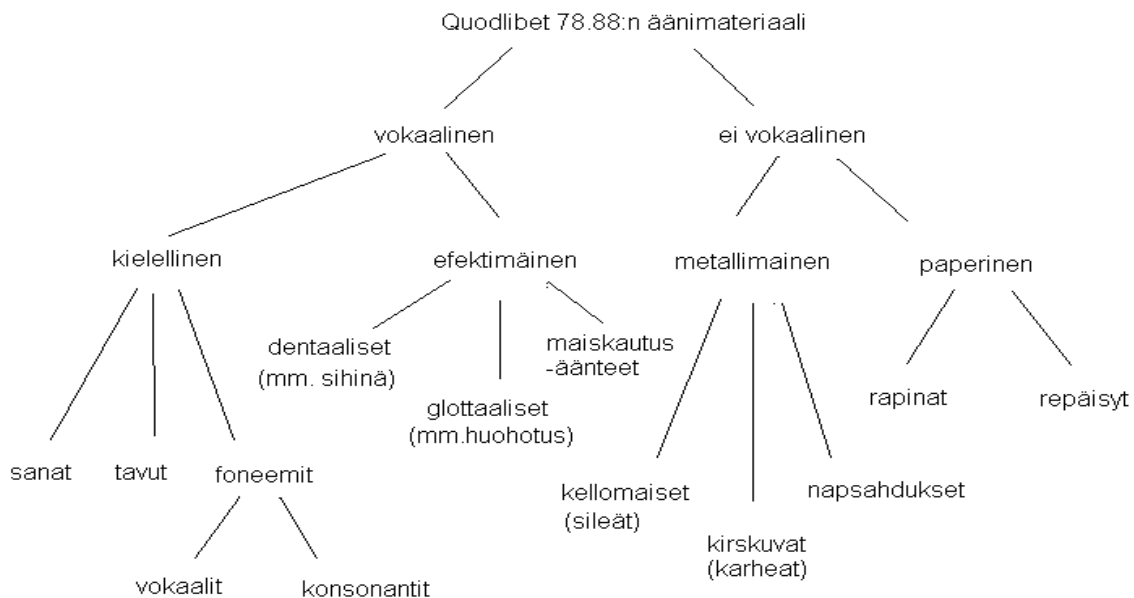 Quodlibet 78.88:n äänimateriaali
vokaalinen
ei vokaalinen
kielellinen
efektimäinen
metallimainen
paperinen
dentaaliset
(mm. sihinä)
maiskautus
-äänteet
glottaaliset
(mm.huohotus)
rapinat
repäisyt
sanat
tavut
foneemit
kellomaiset
(sileät)
napsahdukset
kirskuvat
(karheat)
vokaalit
konsonantit